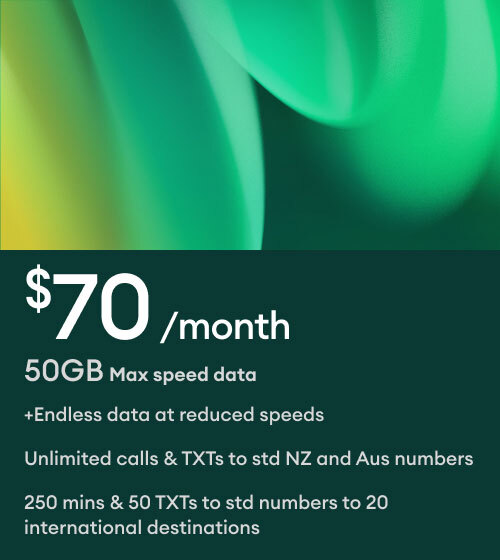 $70 /month
50GB Max speed data
+Endless data at reduced speeds
Unlimited calls & TXTs to std NZ and Aus numbers
250 mins & 50 TXTs to std numbers to 20
international destinations